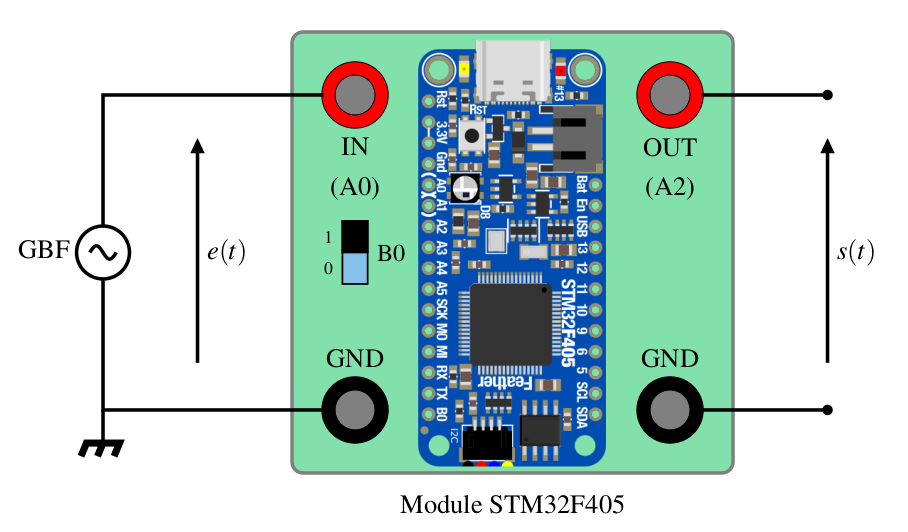 IN
(A0)
1
0
B0
GBF
e(t)
GND
OUT
(A2)
s(t)
GND
Rst
3.3V
Gnd
A0
A1
A2
A3
A4
A5
SCK
MO
MI
RX
TX
B0
RST
#13
D8
Bat
En
USB
13
12
11
10
9
6
5
SCL
SDA
STM32F405
Feather
I2C
Module STM32F405